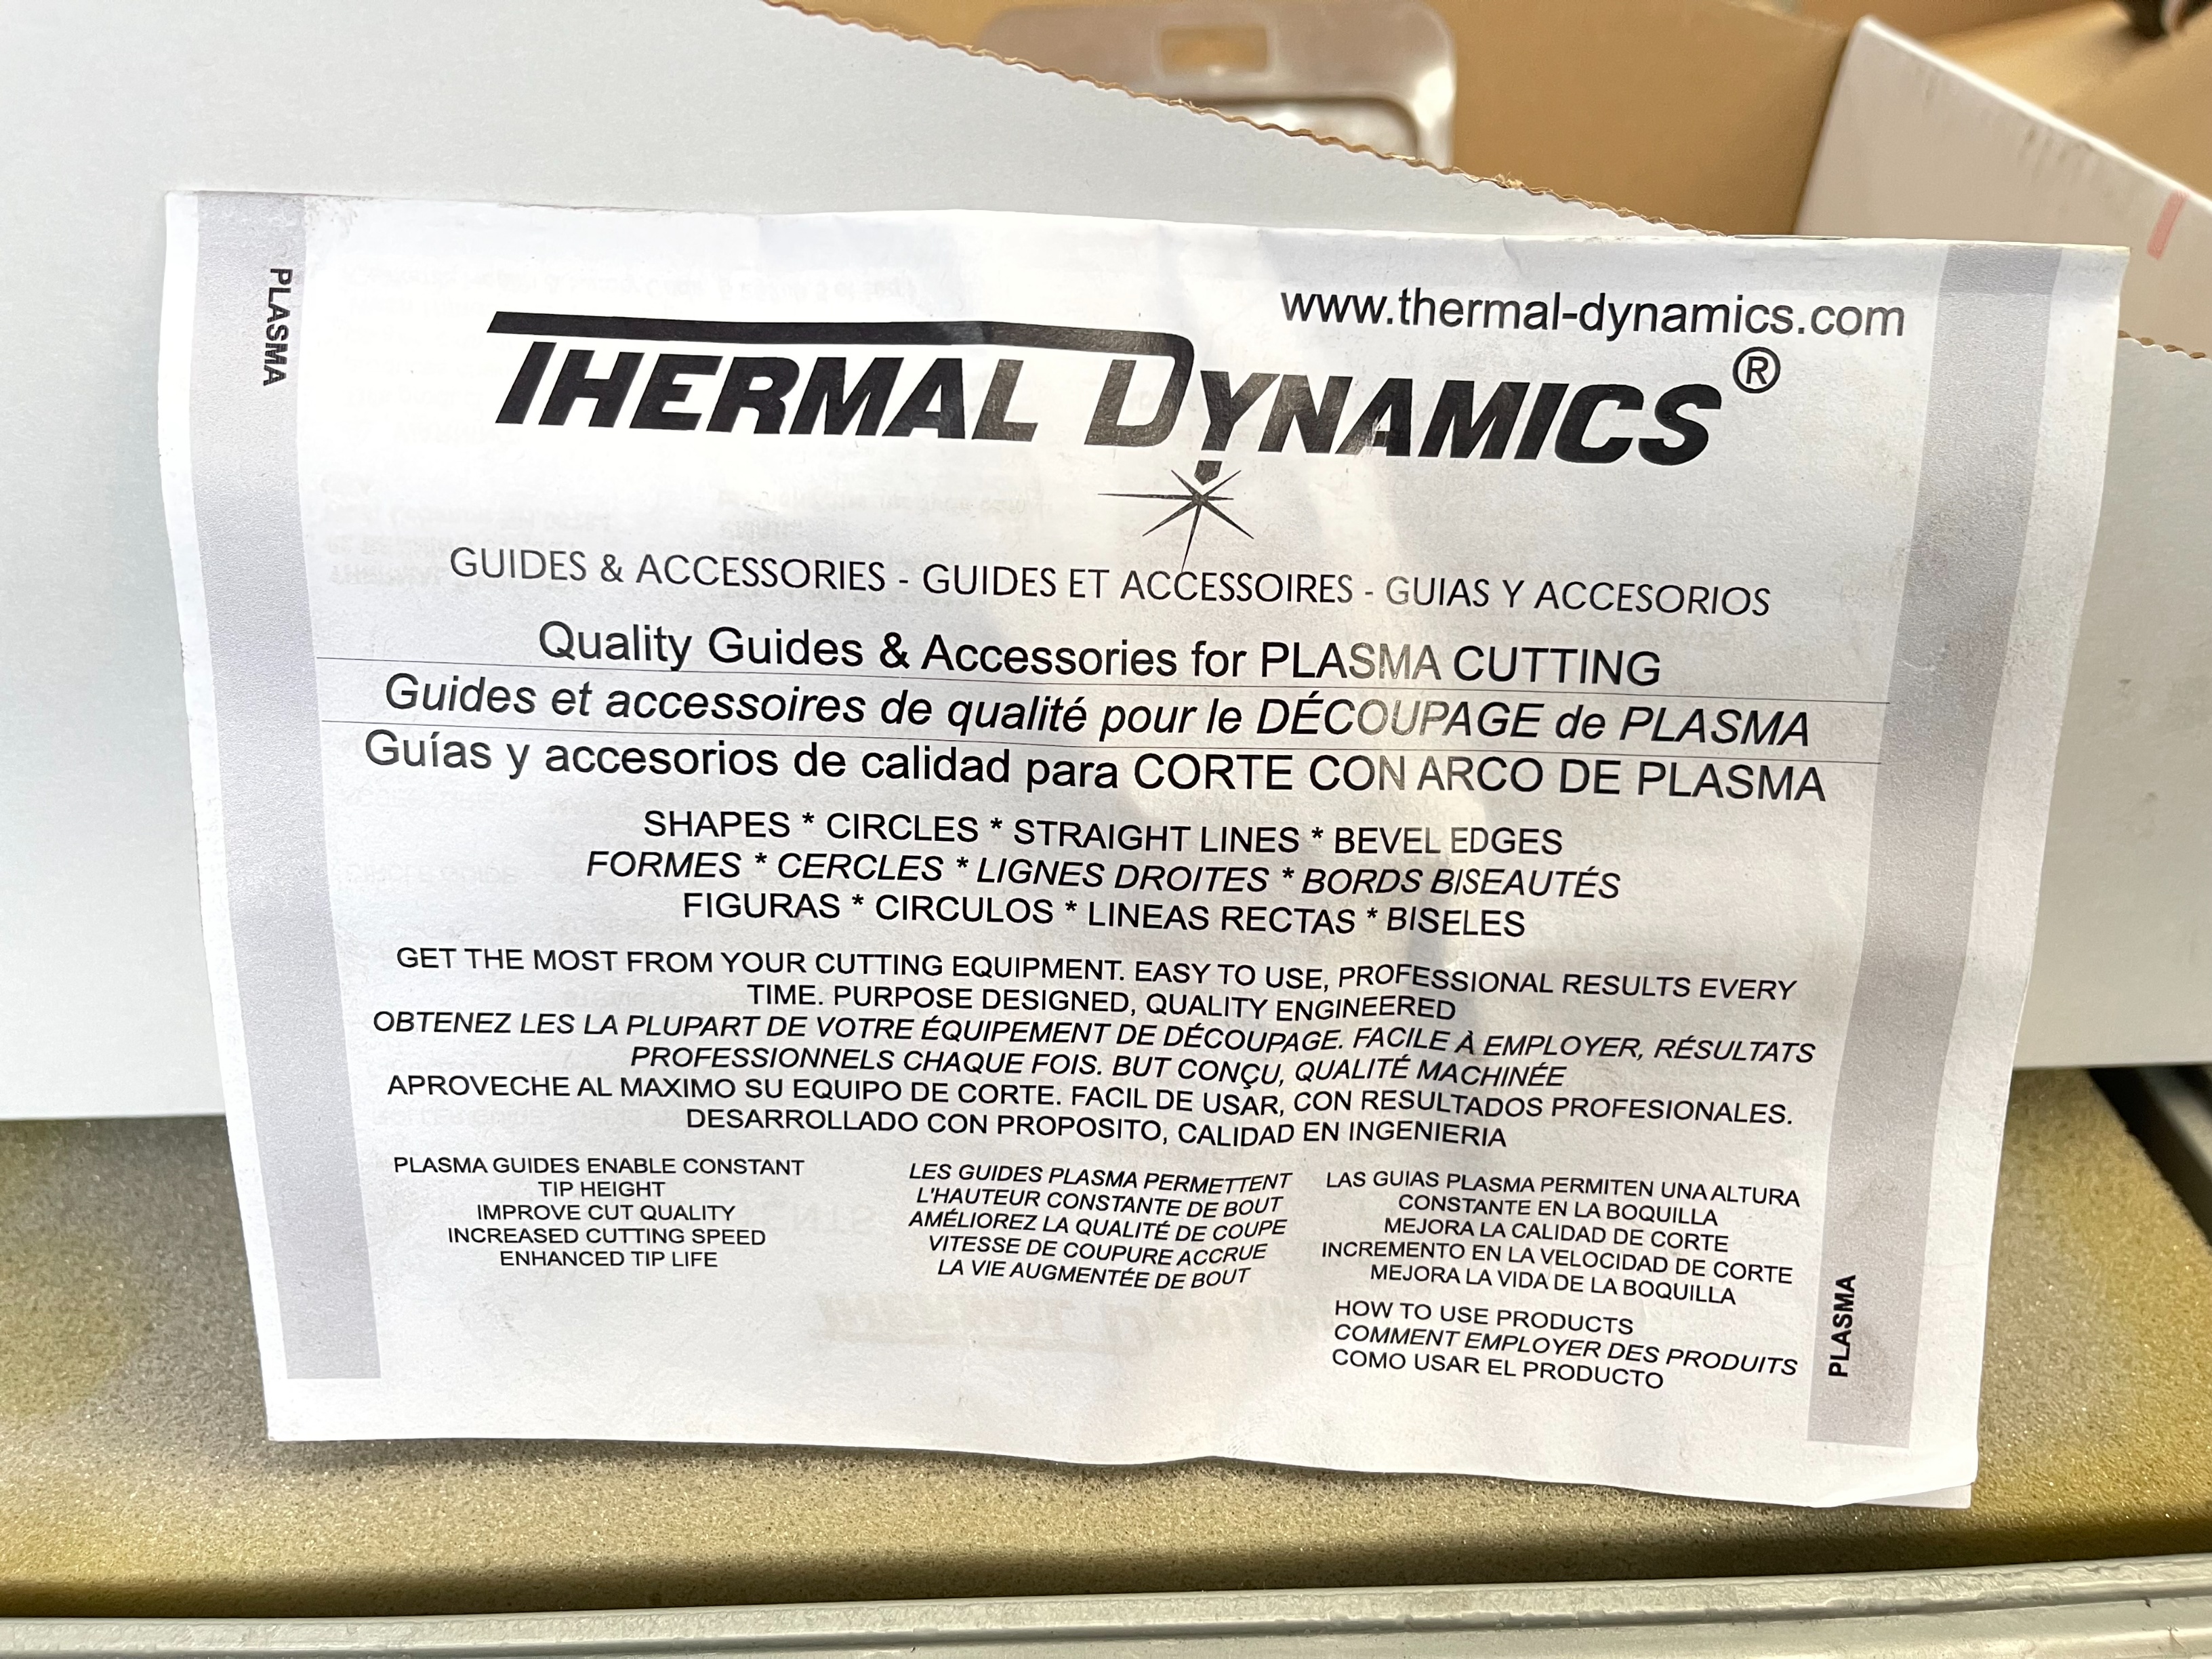 PLASMA
www.thermal-dynamics.com
THERMAL DYNAMICS®
GUIDES & ACCESSORIES - GUIDES ET ACCESSOIRES - GUIAS Y ACCESORIOS
Quality Guides & Accessories for PLASMA CUTTING
Guides et accessoires de qualité pour le DÉCOUPAGE de PLASMA
Guías y accesorios de calidad para CORTE CON ARCO DE PLASMA
SHAPES * CIRCLES * STRAIGHT LINES * BEVEL EDGES
FORMES * CERCLES * LIGNES DROITES * BORDS BISEAUTÉS
FIGURAS * CIRCULOS * LINEAS RECTAS * BISELES
GET THE MOST FROM YOUR CUTTING EQUIPMENT. EASY TO USE, PROFESSIONAL RESULTS EVERY
TIME. PURPOSE DESIGNED, QUALITY ENGINEERED
OBTENEZ LES LA PLUPART DE VOTRE ÉQUIPEMENT DE DÉCOUPAGE. FACILE À EMPLOYER, RÉSULTATS
PROFESSIONNELS CHAQUE FOIS. BUT CONÇU, QUALITÉ MACHINÉE
APROVECHE AL MAXIMO SU EQUIPO DE CORTE. FACIL DE USAR, CON RESULTADOS PROFESIONALES.
DESARROLLADO CON PROPOSITO, CALIDAD EN INGENIERIA
PLASMA GUIDES ENABLE CONSTANT
TIP HEIGHT
IMPROVE CUT QUALITY
INCREASED CUTTING SPEED
ENHANCED TIP LIFE
LES GUIDES PLASMA PERMETTENT
L'HAUTEUR CONSTANTE DE BOUT
AMÉLIOREZ LA QUALITÉ DE COUPE
VITESSE DE COUPURE ACCRUE
LA VIE AUGMENTÉE DE BOUT
LAS GUIAS PLASMA PERMITEN UNA ALTURA
CONSTANTE EN LA BOQUILLA
MEJORA LA CALIDAD DE CORTE
INCREMENTO EN LA VELOCIDAD DE CORTE
MEJORA LA VIDA DE LA BOQUILLA
HOW TO USE PRODUCTS
COMMENT EMPLOYER DES PRODUITS
COMO USAR EL PRODUCTO
PLASMA